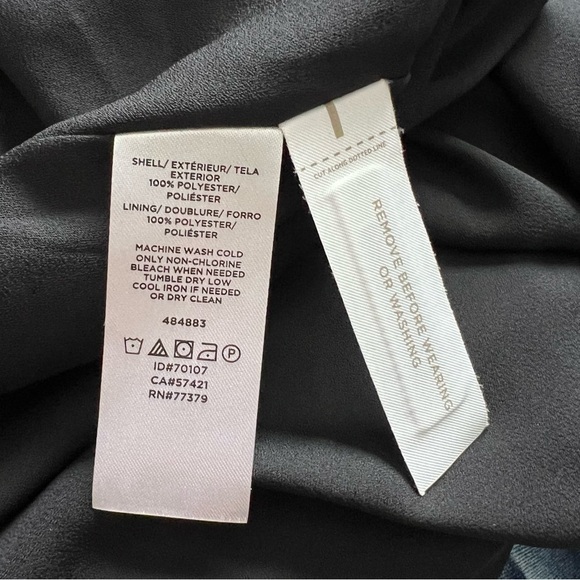 SHELL/ EXTÉRIEUR/ TELA
EXTERIOR
100% POLYESTER/
POLIÉSTER
LINING/ DOUBLURE/ FORRO
100% POLYESTER/
POLIÉSTER
MACHINE WASH COLD
ONLY NON-CHLORINE
BLEACH WHEN NEEDED
TUMBLE DRY LOW
COOL IRON IF NEEDED
OR DRY CLEAN
484883
P
ID#70107
CA#57421
RN#77379
CUT ALONG DOTTED LINE
REMOVE BEFORE WEARING
OR WASHING